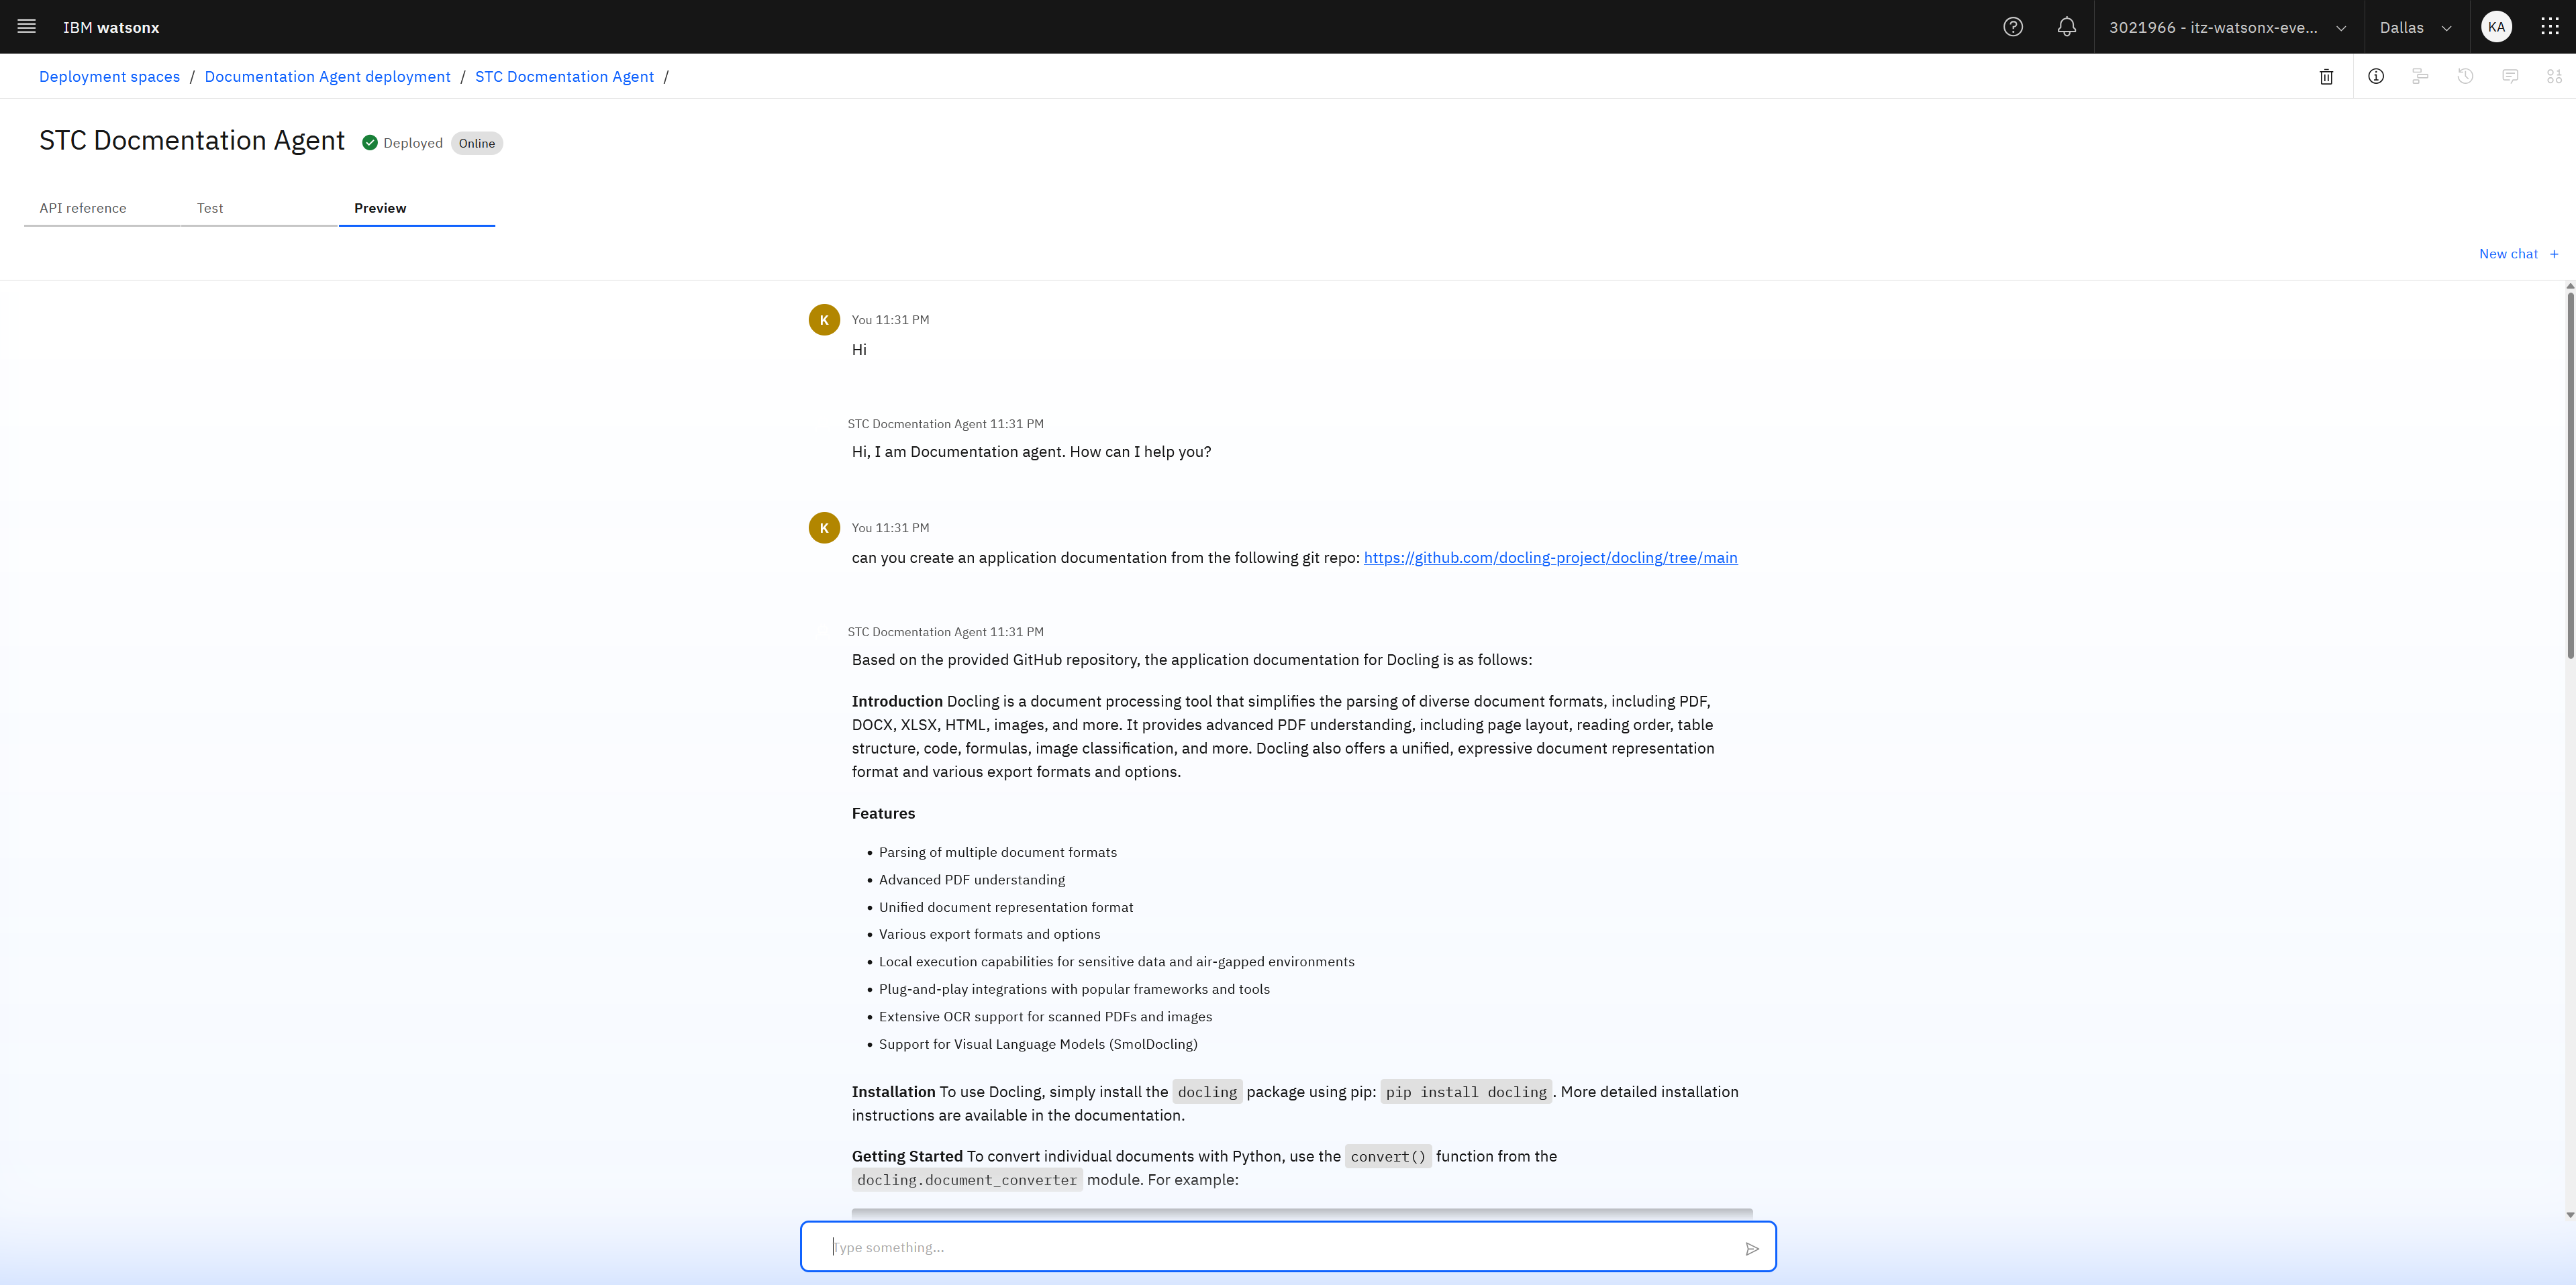 IBM watsonx
3021966 - itz-watsonx-eve...
Dallas
KA
Deployment spaces / Documentation Agent deployment / STC Docmentation Agent /
STC Docmentation Agent
Deployed
Online
API reference
Test
Preview
New chat +
K
You 11:31 PM
Hi
STC Docmentation Agent 11:31 PM
Hi, I am Documentation agent. How can I help you?
K
You 11:31 PM
can you create an application documentation from the following git repo: https://github.com/docling-project/docling/tree/main
STC Docmentation Agent 11:31 PM
Based on the provided GitHub repository, the application documentation for Docling is as follows:
Introduction Docling is a document processing tool that simplifies the parsing of diverse document formats, including PDF,
DOCX, XLSX, HTML, images, and more. It provides advanced PDF understanding, including page layout, reading order, table
structure, code, formulas, image classification, and more. Docling also offers a unified, expressive document representation
format and various export formats and options.
Features
• Parsing of multiple document formats
• Advanced PDF understanding
• Unified document representation format
• Various export formats and options
• Local execution capabilities for sensitive data and air-gapped environments
• Plug-and-play integrations with popular frameworks and tools
• Extensive OCR support for scanned PDFs and images
• Support for Visual Language Models (SmolDocling)
Installation To use Docling, simply install the docling package using pip: pip install docling. More detailed installation
instructions are available in the documentation.
Getting Started To convert individual documents with Python, use the convert() function from the
docling.document_converter module. For example:
Type something...